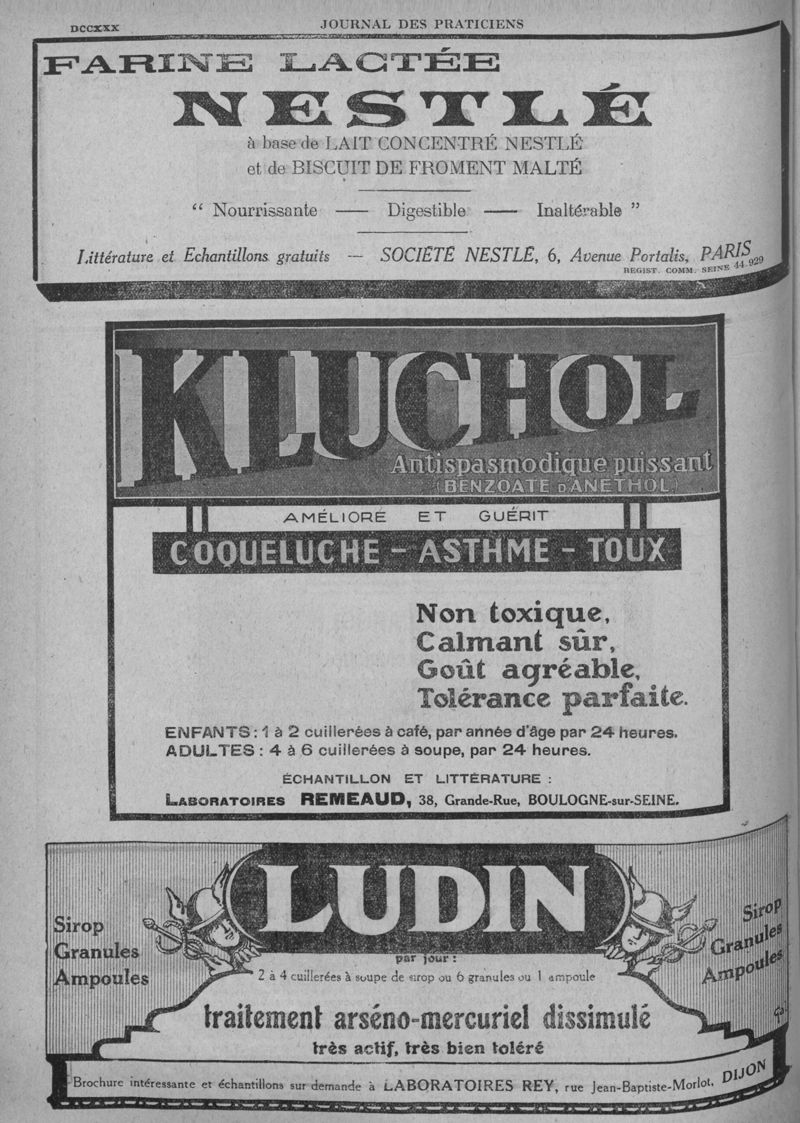 DCCXXX
JOURNAL DES PRATICIENS
FARINE LACTÉE
NESTLÉ
à base de LAIT CONCENTRÉ NESTLÉ
et de BISCUIT DE FROMENT MALTÉ
“ Nourrissante — Digestible — Inaltérable ”
Littérature et Echantillons gratuits — SOCIÉTÉ NESTLÉ, 6, Avenue Portalis, PARIS
REGIST. COMM. SEINE 44.929
KLUCHOL
Antispasmodique puissant
(BENZOATE D'ANETHOL)
AMÉLIORE ET GUÉRIT
COQUELUCHE - ASTHME - TOUX
Non toxique,
Calmant sûr,
Goût agréable,
Tolérance parfaite.
ENFANTS : 1 à 2 cuillerées à café, par année d'âge par 24 heures.
ADULTES : 4 à 6 cuillerées à soupe, par 24 heures.
ÉCHANTILLON ET LITTÉRATURE :
LABORATOIRES REMEAUD, 38, Grande-Rue, BOULOGNE-sur-SEINE.
LUDIN
Sirop
Granules
Ampoules
Sirop
Granules
Ampoules
par jour :
2 à 4 cuillerées à soupe de sirop ou 6 granules ou 1 ampoule
traitement arséno-mercuriel dissimulé
très actif, très bien toléré
Brochure intéressante et échantillons sur demande à LABORATOIRES REY, rue Jean-Baptiste-Morlot, DIJON